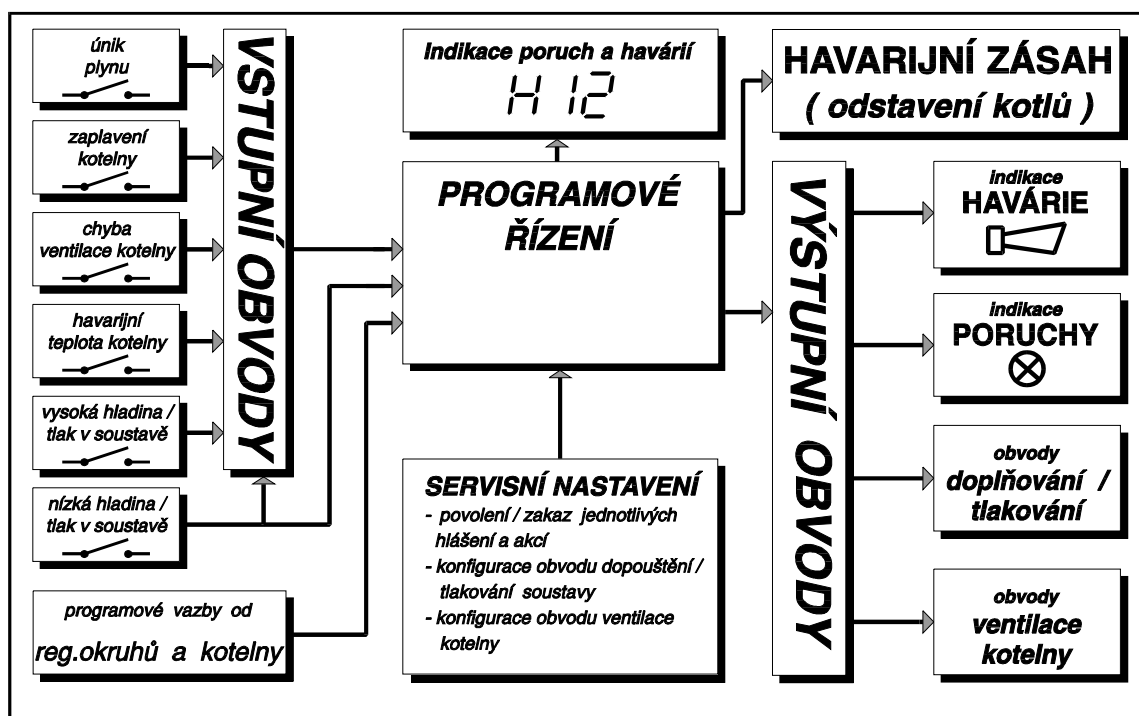 únik
plynu
zaplavení
kotelny
chyba
ventilace kotelny
havarijní
teplota kotelny
vysoká hladina /
tlak v soustavě
nízká hladina /
tlak v soustavě
programové vazby od
reg.okruhů a kotelny
VSTUPNÍ OBVODY
Indikace poruch a havárií
H 12
PROGRAMOVÉ
ŘÍZENÍ
SERVISNÍ NASTAVENÍ
- povolení / zakaz jednotlivých
hlášení a akcí
- konfigurace obvodu dopouštění /
tlakování soustavy
- konfigurace obvodu ventilace
kotelny
HAVARIJNÍ ZÁSAH
( odstavení kotlů )
VÝSTUPNÍ OBVODY
indikace
HAVÁRIE
indikace
PORUCHY
obvody
doplňování /
tlakování
obvody
ventilace
kotelny